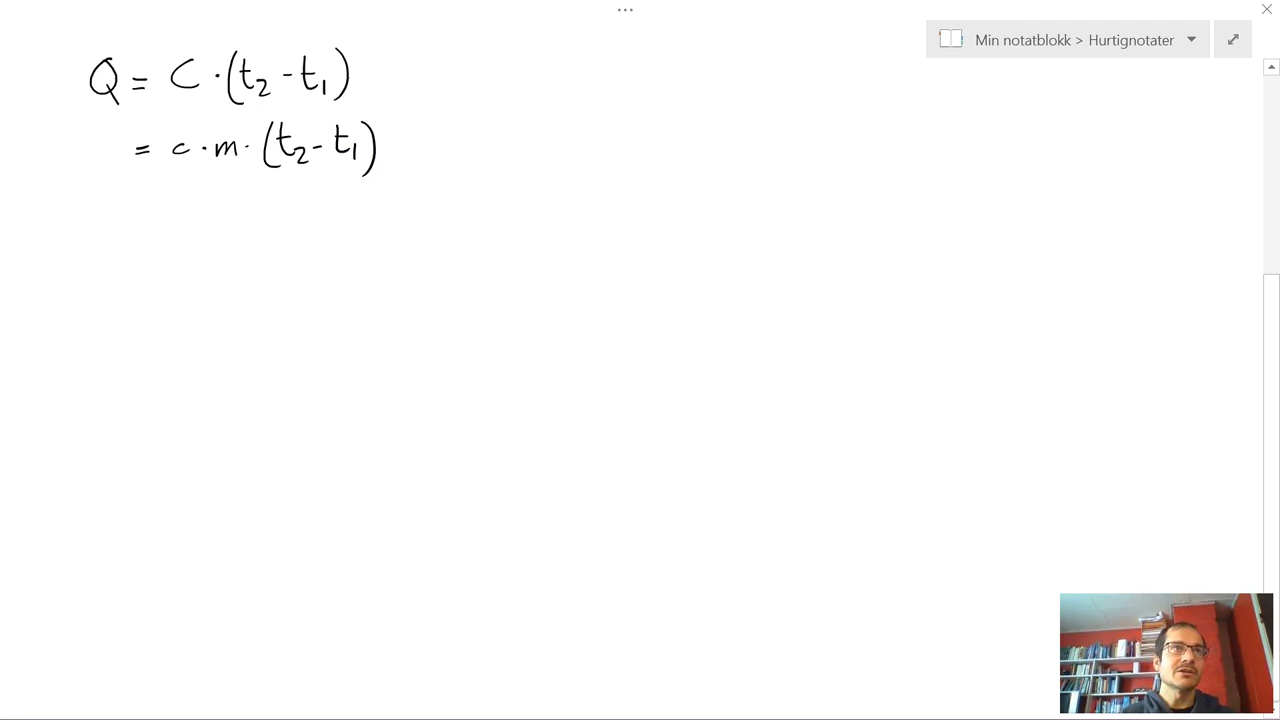 Min notatblokk > Hurtignotater
Q = C · (t₂ - t₁)
= c · m · (t₂ - t₁)